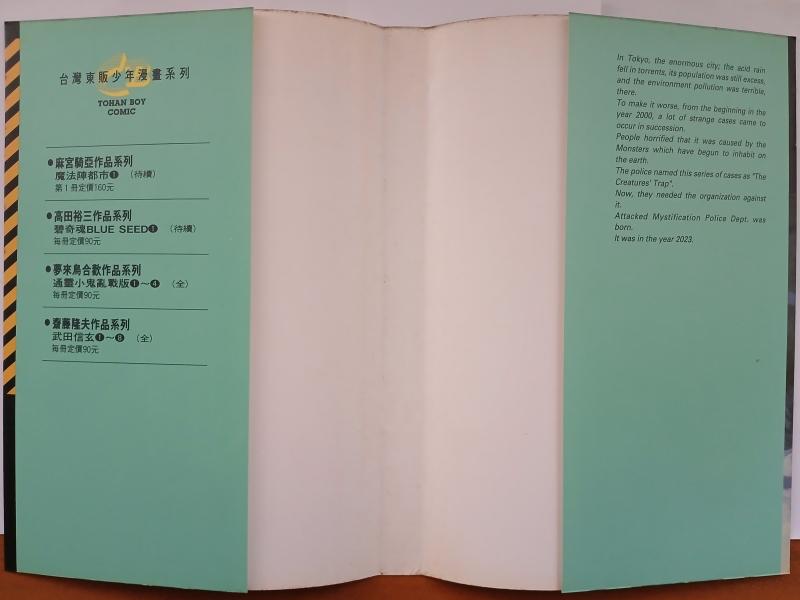 台灣東販少年漫畫系列
TOHAN BOY
COMIC
●麻宮騎亞作品系列
魔法陣都市❶ (待續)
第1冊定價160元
●高田裕三作品系列
碧奇魂BLUE SEED❶ (待續)
每冊定價90元
●夢來鳥合歡作品系列
通靈小鬼亂戰版❶~❹ (全)
每冊定價90元
●齋藤隆夫作品系列
武田信玄❶~❽ (全)
每冊定價90元
In Tokyo, the enormous city; the acid rain
fell in torrents, its population was still excess,
and the environment pollution was terrible,
there.
To make it worse, from the beginning in the
year 2000, a lot of strange cases came to
occur in succession.
People horrified that it was caused by the
Monsters which have begun to inhabit on
the earth.
The police named this series of cases as "The
Creatures' Trap".
Now, they needed the organization against
it.
Attacked Mystification Police Dept. was
born.
It was in the year 2023.